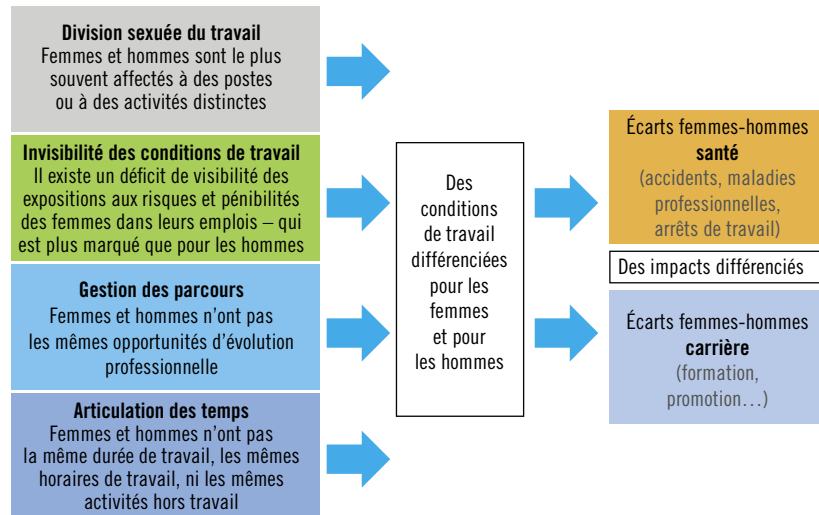 Division sexuée du travail
Femmes et hommes sont le plus
souvent affectés à des postes
ou à des activités distinctes
Invisibilité des conditions de travail
Il existe un déficit de visibilité des
expositions aux risques et pénibilités
des femmes dans leurs emplois – qui
est plus marqué que pour les hommes
Gestion des parcours
Femmes et hommes n'ont pas
les mêmes opportunités d'évolution
professionnelle
Articulation des temps
Femmes et hommes n'ont pas
la même durée de travail, les mêmes
horaires de travail, ni les mêmes
activités hors travail
Des
conditions
de travail
différenciées
pour les
femmes
et pour
les hommes
Écarts femmes-hommes
santé
(accidents, maladies
professionnelles,
arrêts de travail)
Des impacts différenciés
Écarts femmes-hommes
carrière
(formation,
promotion…)